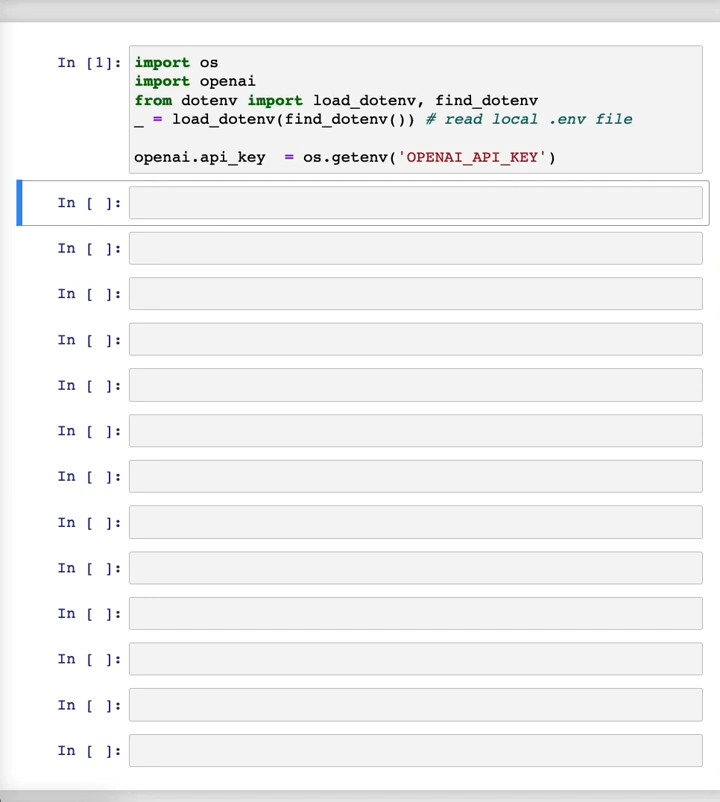 In [1]: import os
import openai
from dotenv import load_dotenv, find_dotenv
_ = load_dotenv(find_dotenv()) # read local .env file
openai.api_key  = os.getenv('OPENAI_API_KEY')
In [ ]:
In [ ]:
In [ ]:
In [ ]:
In [ ]:
In [ ]:
In [ ]:
In [ ]:
In [ ]:
In [ ]:
In [ ]:
In [ ]:
In [ ]: